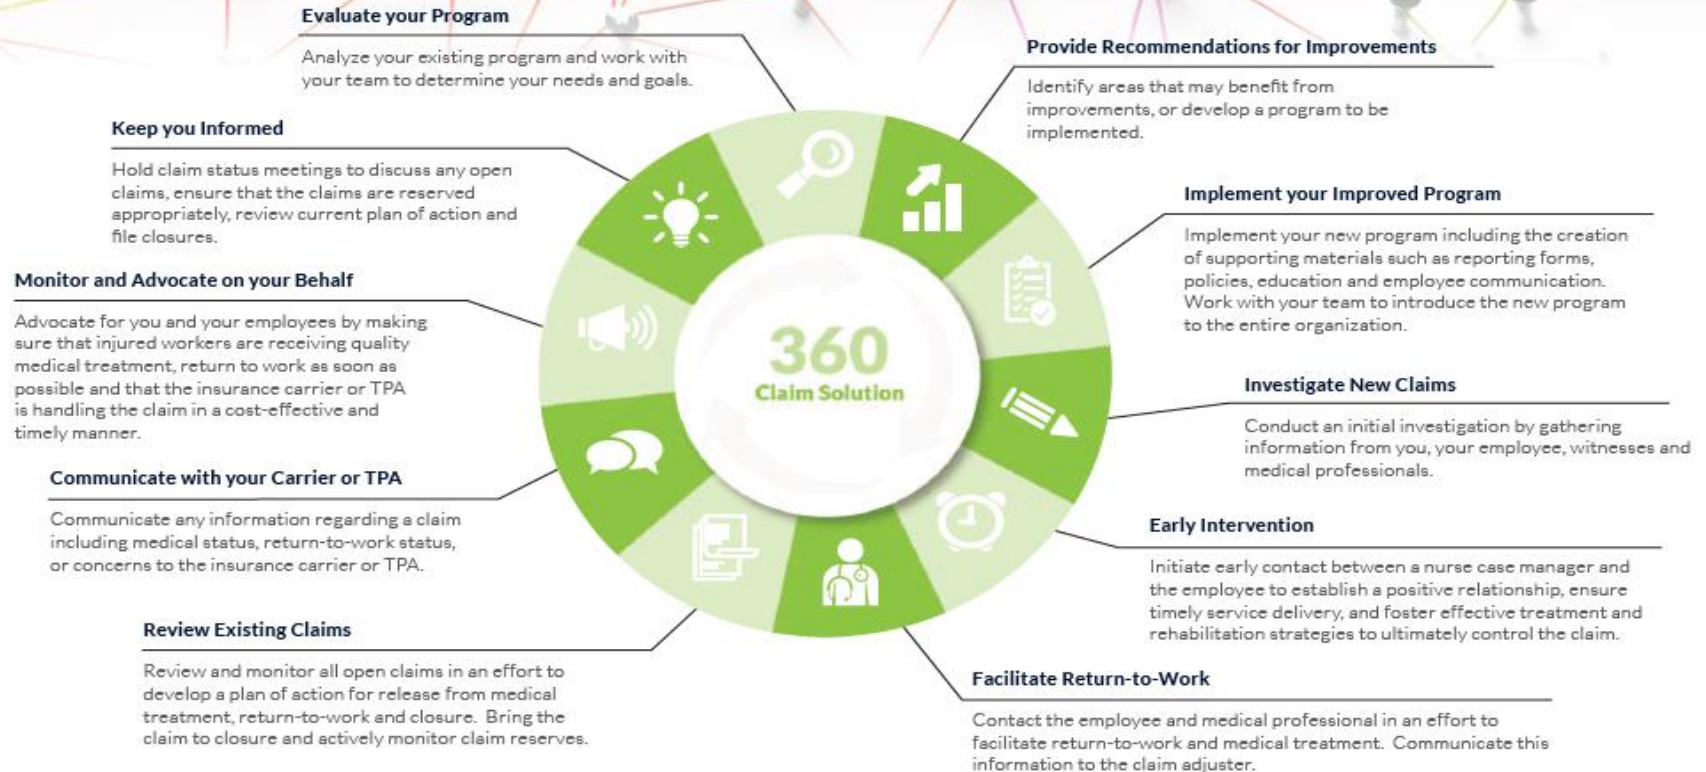 Evaluate your Program
Analyze your existing program and work with
your team to determine your needs and goals.
Provide Recommendations for Improvements
Identify areas that may benefit from
improvements, or develop a program to be
implemented.
Implement your Improved Program
Implement your new program including the creation
of supporting materials such as reporting forms,
policies, education and employee communication.
Work with your team to introduce the new program
to the entire organization.
Investigate New Claims
Conduct an initial investigation by gathering
information from you, your employee, witnesses and
medical professionals.
Early Intervention
Initiate early contact between a nurse case manager and
the employee to establish a positive relationship, ensure
timely service delivery, and foster effective treatment and
rehabilitation strategies to ultimately control the claim.
Facilitate Return-to-Work
Contact the employee and medical professional in an effort to
facilitate return-to-work and medical treatment. Communicate this
information to the claim adjuster.
Review Existing Claims
Review and monitor all open claims in an effort to
develop a plan of action for release from medical
treatment, return-to-work and closure. Bring the
claim to closure and actively monitor claim reserves.
Communicate with your Carrier or TPA
Communicate any information regarding a claim
including medical status, return-to-work status,
or concerns to the insurance carrier or TPA.
Monitor and Advocate on your Behalf
Advocate for you and your employees by making
sure that injured workers are receiving quality
medical treatment, return to work as soon as
possible and that the insurance carrier or TPA
is handling the claim in a cost-effective and
timely manner.
Keep you Informed
Hold claim status meetings to discuss any open
claims, ensure that the claims are reserved
appropriately, review current plan of action and
file closures.
360
Claim Solution